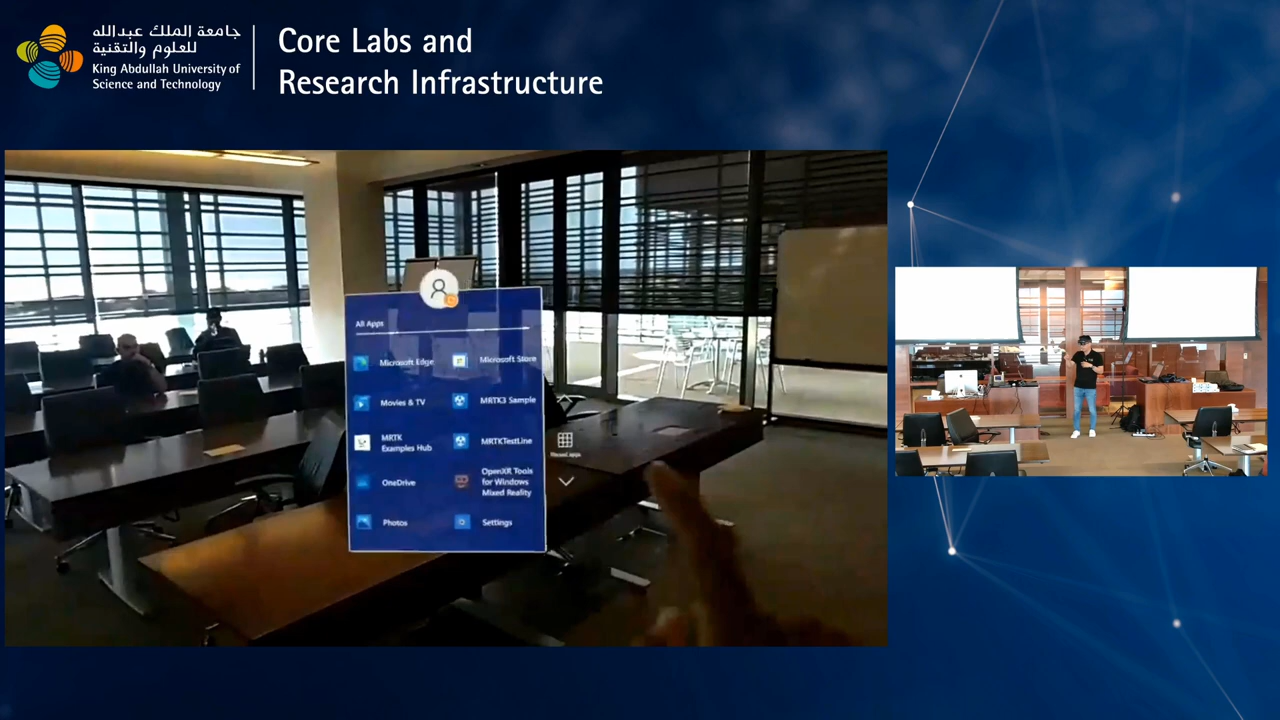 جامعة الملك عبدالله
للعلوم والتقنية
King Abdullah University of
Science and Technology
Core Labs and
Research Infrastructure
All Apps
Microsoft Edge
Microsoft Store
Movies & TV
MRTK3 Sample
MRTK
Examples Hub
MRTKTestLine
OneDrive
OpenXR Tools
for Windows
Mixed Reality
Photos
Settings